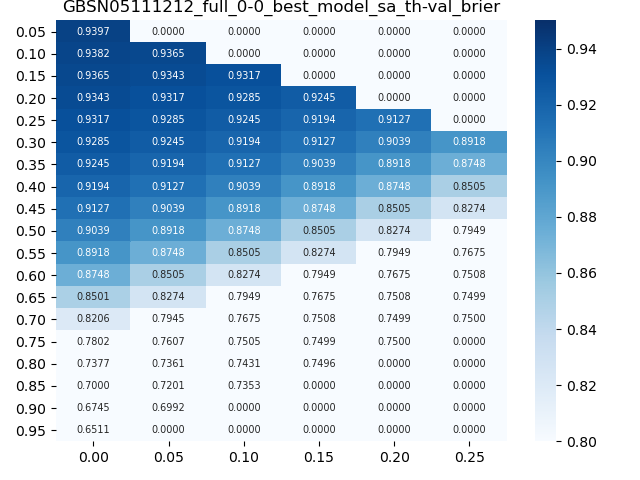 GBSN05111212_full_0-0_best_model_sa_th-val_brier
0.05 0.9397 0.0000 0.0000 0.0000 0.0000 0.0000
0.10 0.9382 0.9365 0.0000 0.0000 0.0000 0.0000
0.15 0.9365 0.9343 0.9317 0.0000 0.0000 0.0000
0.20 0.9343 0.9317 0.9285 0.9245 0.0000 0.0000
0.25 0.9317 0.9285 0.9245 0.9194 0.9127 0.0000
0.30 0.9285 0.9245 0.9194 0.9127 0.9039 0.8918
0.35 0.9245 0.9194 0.9127 0.9039 0.8918 0.8748
0.40 0.9194 0.9127 0.9039 0.8918 0.8748 0.8505
0.45 0.9127 0.9039 0.8918 0.8748 0.8505 0.8274
0.50 0.9039 0.8918 0.8748 0.8505 0.8274 0.7949
0.55 0.8918 0.8748 0.8505 0.8274 0.7949 0.7675
0.60 0.8748 0.8505 0.8274 0.7949 0.7675 0.7508
0.65 0.8501 0.8274 0.7949 0.7675 0.7508 0.7499
0.70 0.8206 0.7945 0.7675 0.7508 0.7499 0.7500
0.75 0.7802 0.7607 0.7505 0.7499 0.7500 0.0000
0.80 0.7377 0.7361 0.7431 0.7496 0.0000 0.0000
0.85 0.7000 0.7201 0.7353 0.0000 0.0000 0.0000
0.90 0.6745 0.6992 0.0000 0.0000 0.0000 0.0000
0.95 0.6511 0.0000 0.0000 0.0000 0.0000 0.0000
0.00 0.05 0.10 0.15 0.20 0.25
0.94
0.92
0.90
0.88
0.86
0.84
0.82
0.80